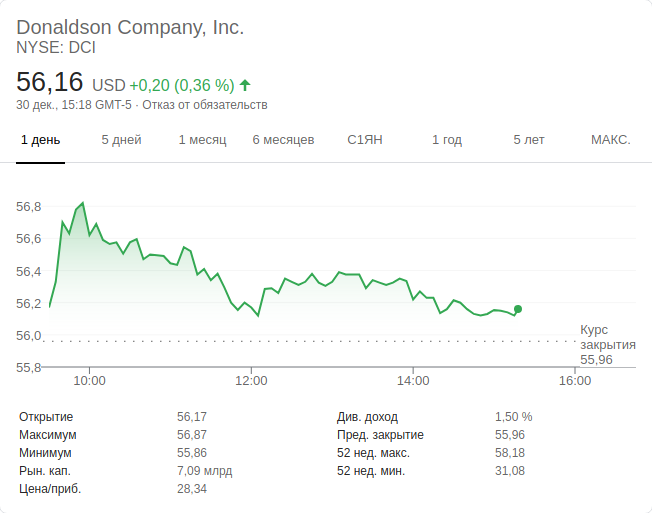 Donaldson Company, Inc.
NYSE: DCI
56,16 USD +0,20 (0,36 %)
30 дек., 15:18 GMT-5 · Отказ от обязательств
1 день 5 дней 1 месяц 6 месяцев С1ЯН 1 год 5 лет МАКС.
56,8
56,6
56,4
56,2
56,0
55,8
Курс
закрытия
55,96
10:00 12:00 14:00 16:00
Открытие 56,17 Див. доход 1,50 %
Максимум 56,87 Пред. закрытие 55,96
Минимум 55,86 52 нед. макс. 58,18
Рын. кап. 7,09 млрд 52 нед. мин. 31,08
Цена/приб. 28,34